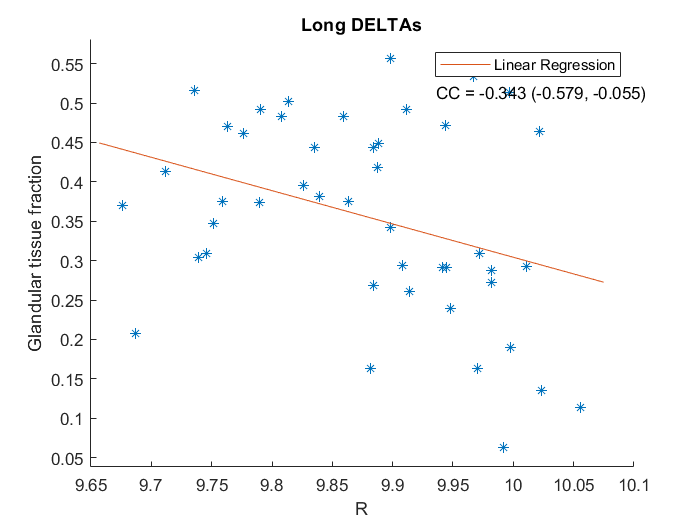 Long DELTAs
Linear Regression
CC = -0.343 (-0.579, -0.055)
Glandular tissue fraction
0.55
0.5
0.45
0.4
0.35
0.3
0.25
0.2
0.15
0.1
0.05
9.65 9.7 9.75 9.8 9.85 9.9 9.95 10 10.05 10.1
R